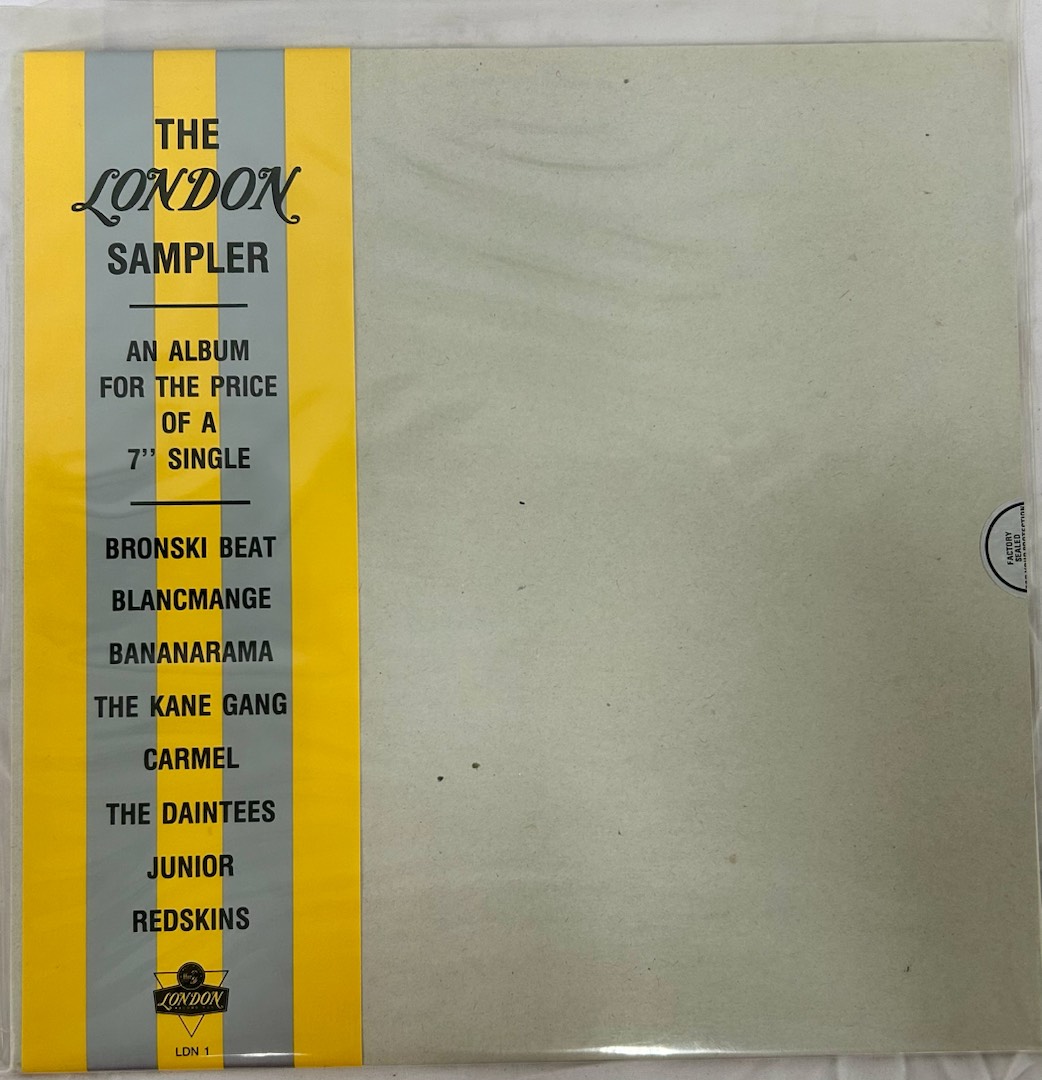 THE
LONDON
SAMPLER
AN ALBUM
FOR THE PRICE
OF A
7’’ SINGLE
BRONSKI BEAT
BLANCMANGE
BANANARAMA
THE KANE GANG
CARMEL
THE DAINTEES
JUNIOR
REDSKINS
LONDON
LDN 1
FACTORY
SEALED